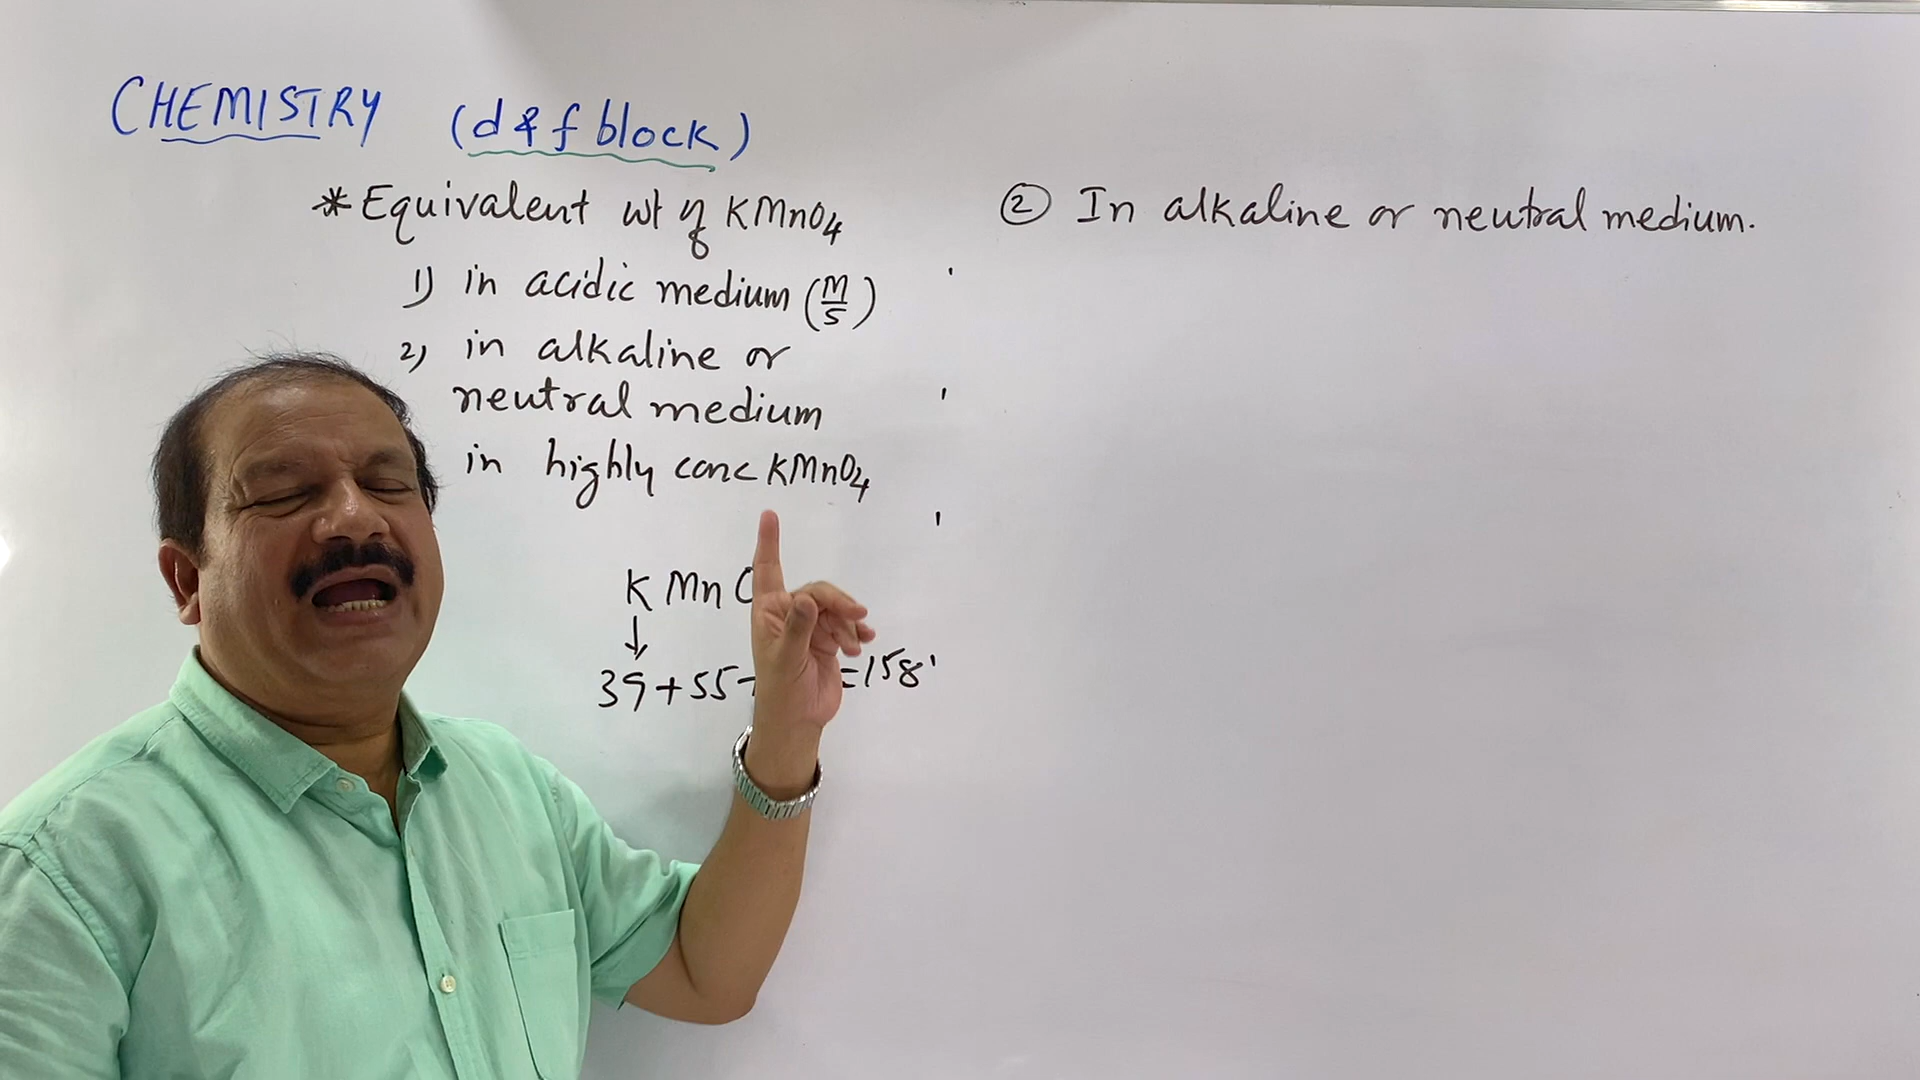 CHEMISTRY (d & f block)
* Equivalent wt of KMnO4
1) in acidic medium (M/5)
2) in alkaline or
neutral medium
in highly conc KMnO4
K Mn
↓
39+55+ =158
② In alkaline or neutral medium.